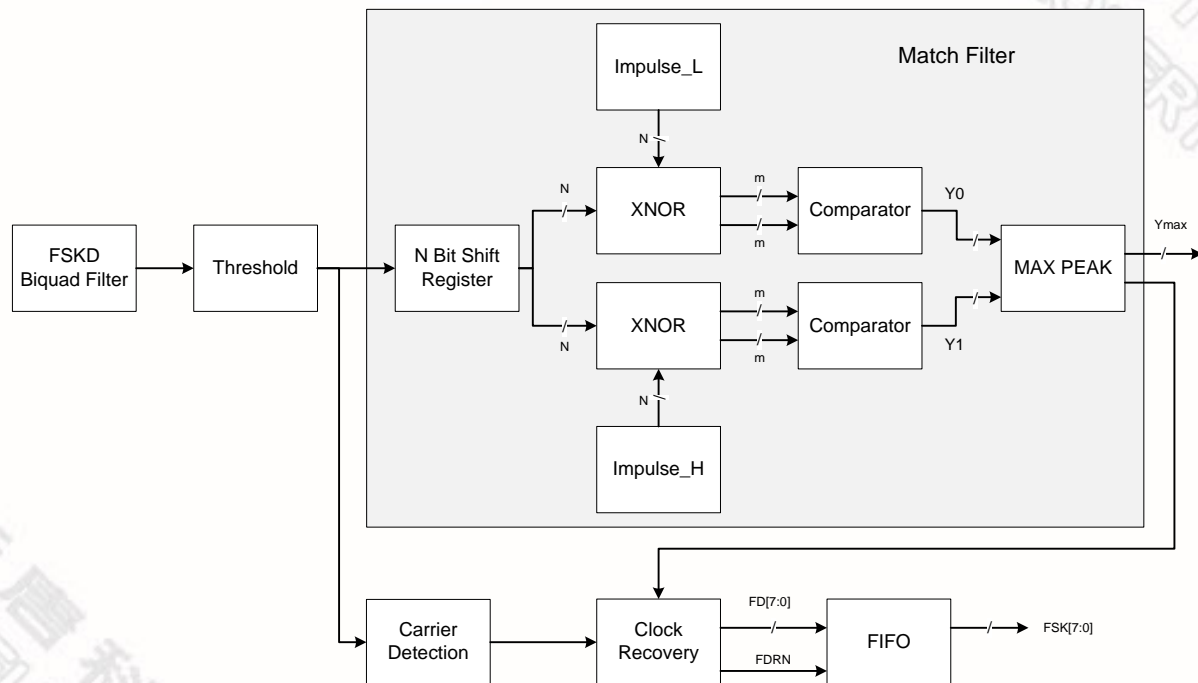 Match Filter
Impulse_L
N
N
XNOR
m
m
Comparator
Y0
Ymax
FSKD
Biquad Filter
Threshold
N Bit Shift
Register
MAX PEAK
N
XNOR
m
m
Comparator
Y1
N
Impulse_H
Carrier
Detection
Clock
Recovery
FD[7:0]
FDRN
FIFO
FSK[7:0]